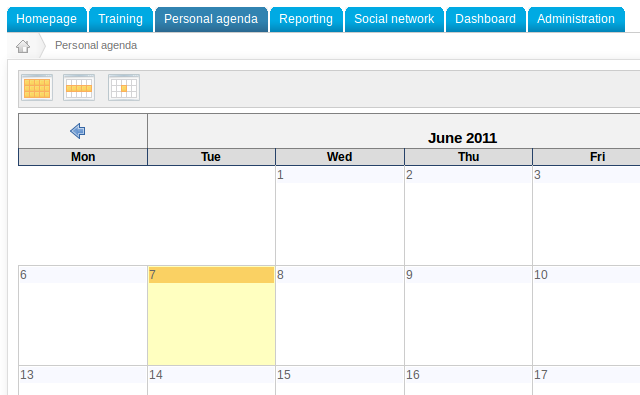 Homepage Training Personal agenda Reporting Social network Dashboard Administration
Personal agenda
June 2011
Mon Tue Wed Thu Fri
1 2 3
6 7 8 9 10
13 14 15 16 17